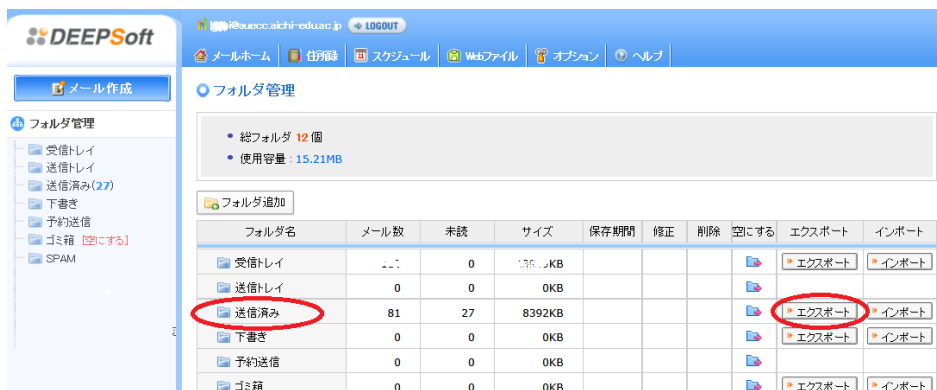 DEEPSoft
i@auecc.aichi-edu.ac.jp LOGOUT
メールホーム 住所録 スケジュール Webファイル オプション ヘルプ
メール作成
フォルダ管理
受信トレイ
送信トレイ
送信済み(27)
下書き
予約送信
ゴミ箱 [空にする]
SPAM
フォルダ管理
総フォルダ 12 個
使用容量 : 15.21MB
フォルダ追加
フォルダ名 メール数 未読 サイズ 保存期間 修正 削除 空にする エクスポート インポート
受信トレイ 0 KB エクスポート インポート
送信トレイ 0 0 0KB
送信済み 81 27 8392KB エクスポート インポート
下書き 0 0 0KB エクスポート インポート
予約送信 0 0 0KB
ゴミ箱 0 0 0KB エクスポート インポート